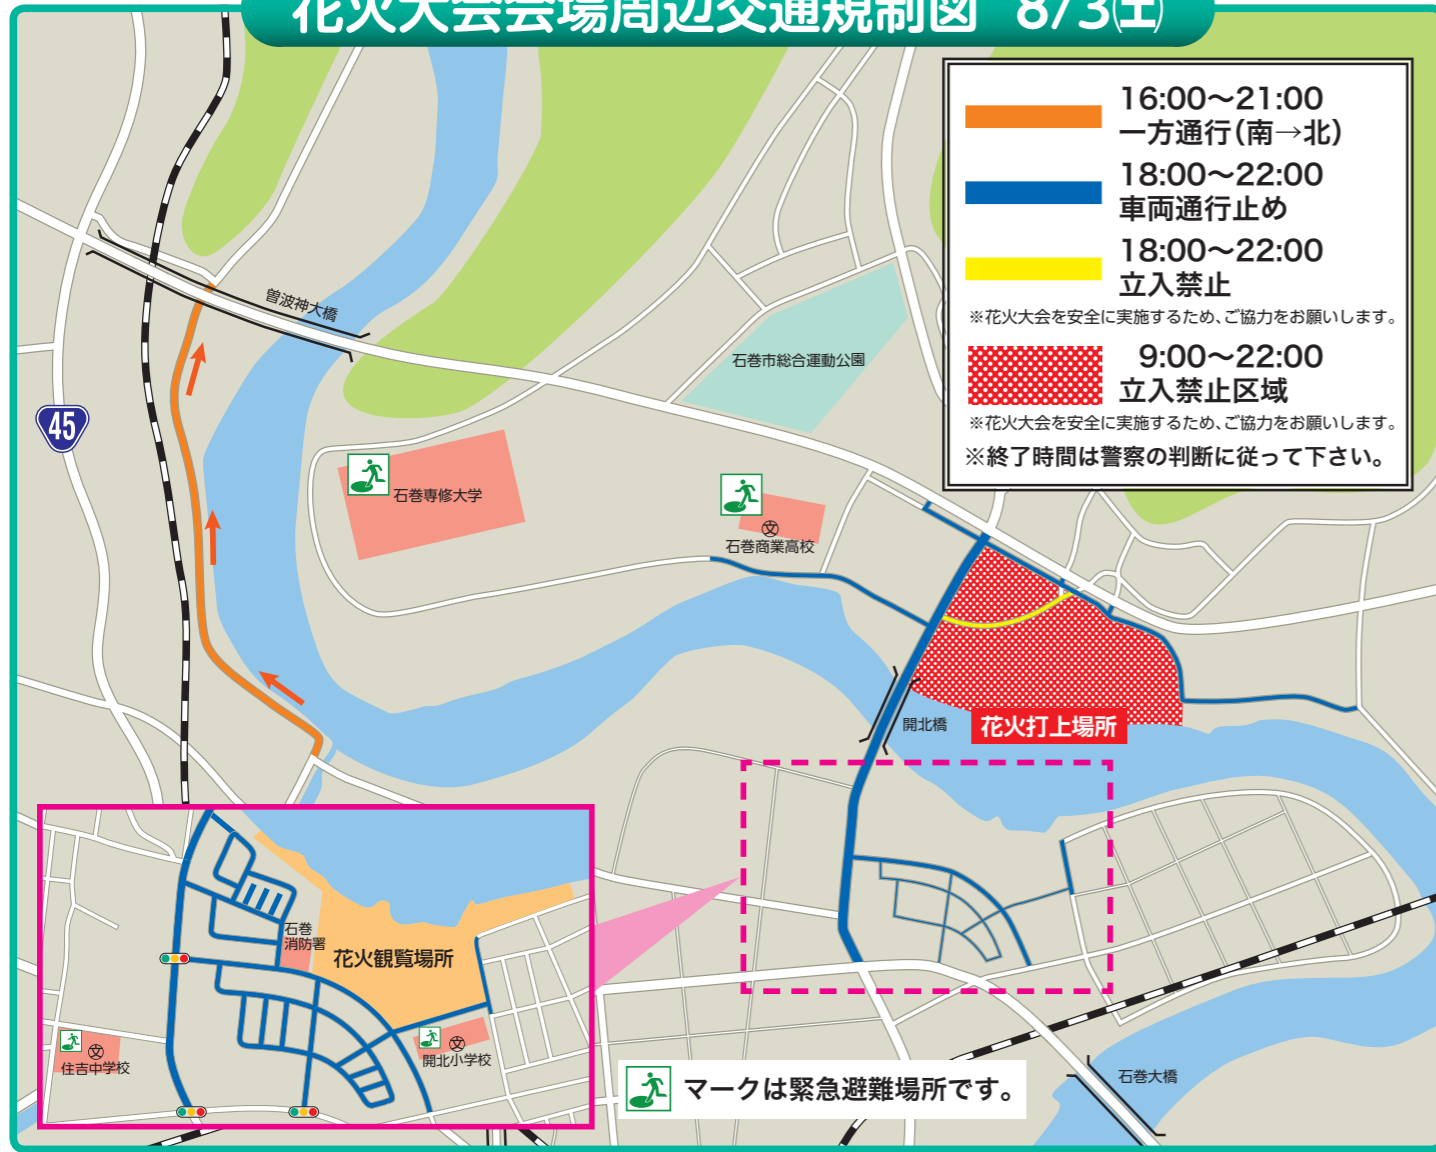 花火大会会場周辺交通規制図 8/3(土)
16:00～21:00
一方通行(南→北)
18:00～22:00
車両通行止め
18:00～22:00
立入禁止
※花火大会を安全に実施するため、ご協力をお願いします。
9:00～22:00
立入禁止区域
※花火大会を安全に実施するため、ご協力をお願いします。
※終了時間は警察の判断に従って下さい。
曽波神大橋
石巻市総合運動公園
45
石巻専修大学
文
石巻商業高校
開北橋
花火打上場所
石巻
消防署
花火観覧場所
文
住吉中学校
文
開北小学校
マークは緊急避難場所です。
石巻大橋